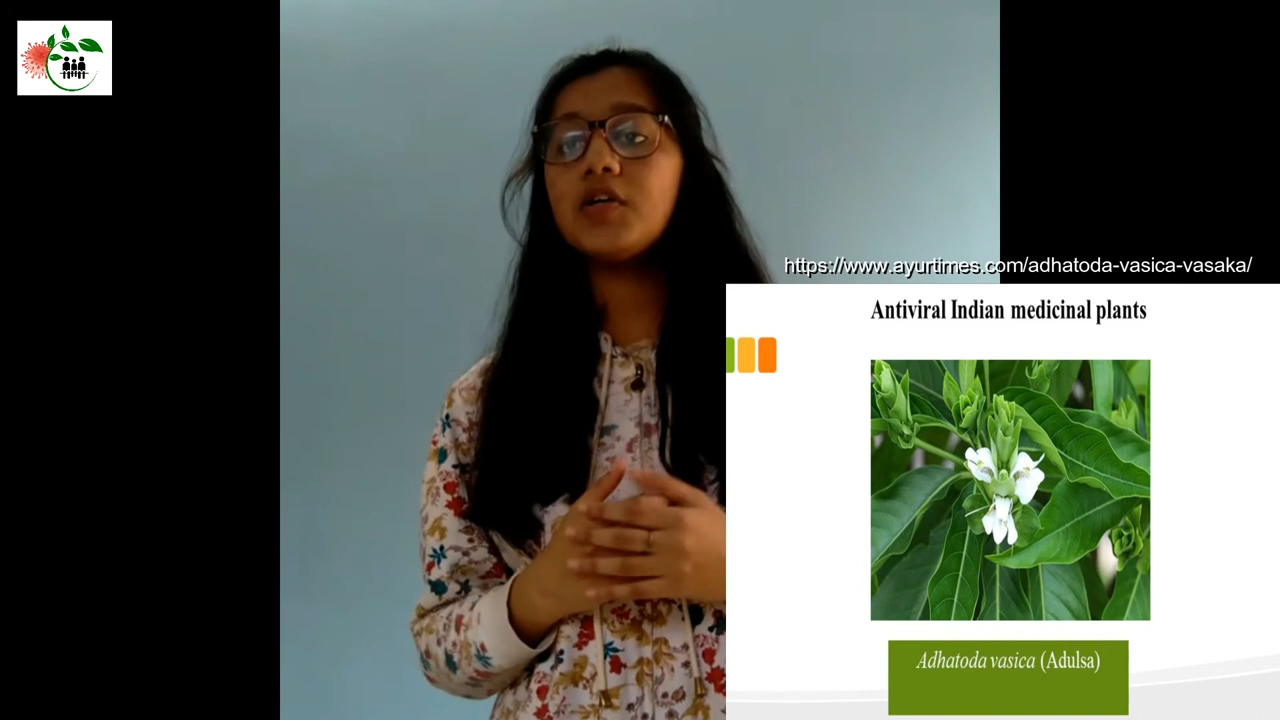 https://www.ayurtimes.com/adhatoda-vasica-vasaka/
Antiviral Indian medicinal plants
Adhatoda vasica (Adulsa)